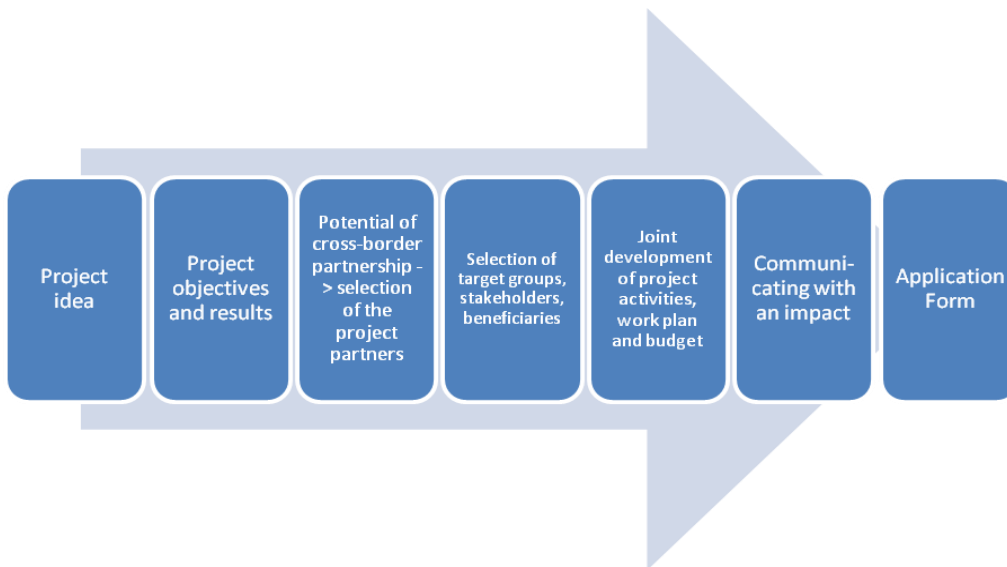 Project
idea
Project
objectives
and results
Potential of
cross-border
partnership -
> selection
of the
project
partners
Selection of
target groups,
stakeholders,
beneficiaries
Joint
development
of project
activities,
work plan
and budget
Communi-
cating with
an impact
Application
Form